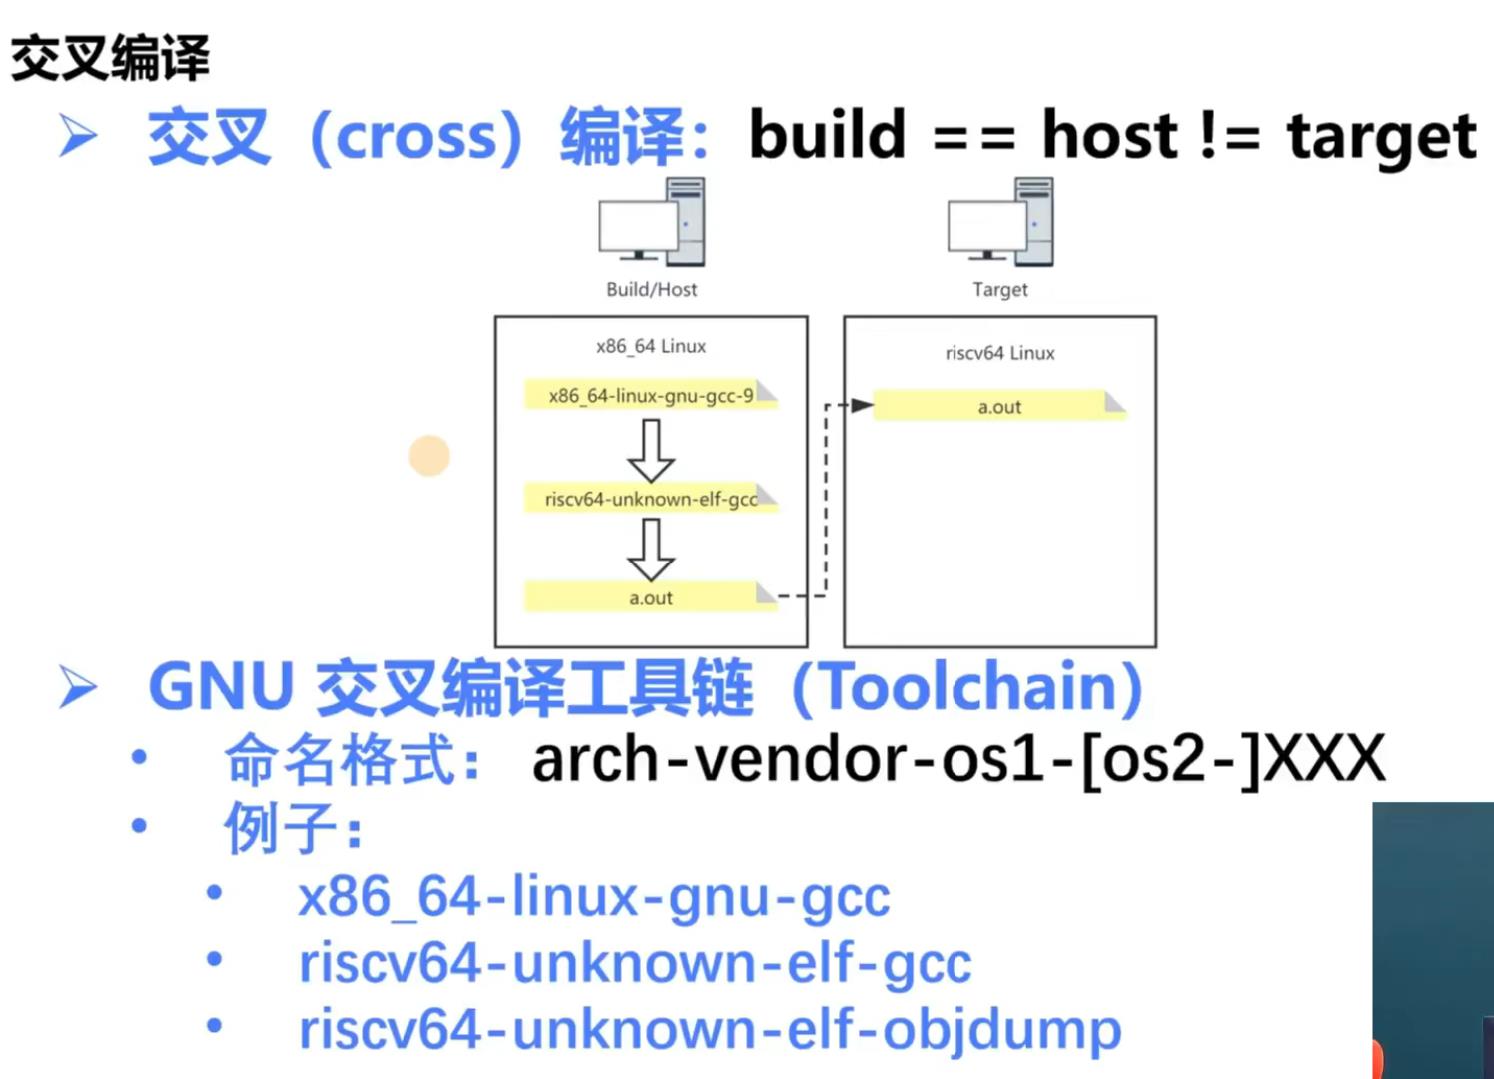 交叉编译
交叉（cross）编译：build == host != target
Build/Host
Target
x86_64 Linux
x86_64-linux-gnu-gcc-9
riscv64-unknown-elf-gcc
a.out
riscv64 Linux
a.out
GNU 交叉编译工具链（Toolchain）
命名格式： arch-vendor-os1-[os2-]XXX
例子：
x86_64-linux-gnu-gcc
riscv64-unknown-elf-gcc
riscv64-unknown-elf-objdump